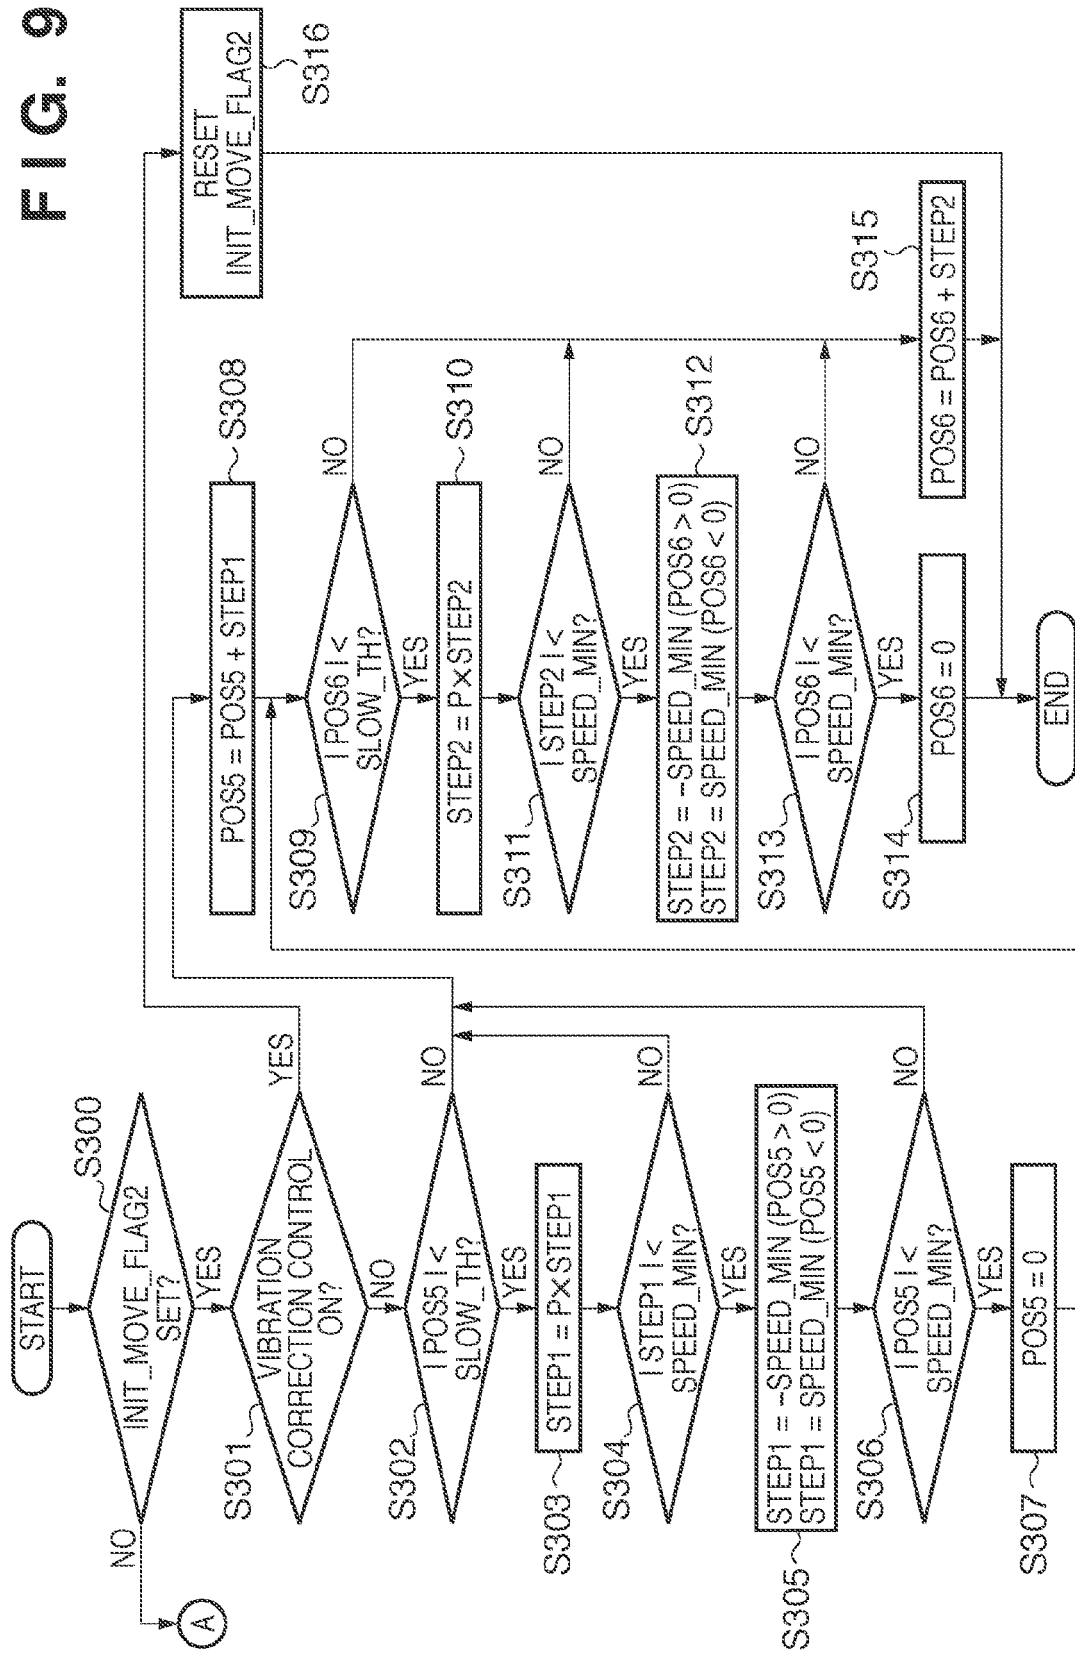 FIG. 9
START
S300
INIT_MOVE_FLAG2
SET?
NO
A
YES
S301
VIBRATION
CORRECTION CONTROL
ON?
YES
NO
S302
| POS5 | <
SLOW_TH?
NO
YES
S303
STEP1 = P×STEP1
S304
| STEP1 | <
SPEED_MIN?
NO
YES
S305
STEP1 = -SPEED_MIN (POS5 > 0)
STEP1 = SPEED_MIN (POS5 < 0)
S306
| POS5 | <
SPEED_MIN?
NO
YES
S307
POS5 = 0
S308
POS5 = POS5 + STEP1
S309
| POS6 | <
SLOW_TH?
NO
YES
S310
STEP2 = P×STEP2
S311
| STEP2 | <
SPEED_MIN?
NO
YES
S312
STEP2 = -SPEED_MIN (POS6 > 0)
STEP2 = SPEED_MIN (POS6 < 0)
S313
| POS6 | <
SPEED_MIN?
NO
YES
S314
POS6 = 0
S315
POS6 = POS6 + STEP2
RESET
INIT_MOVE_FLAG2
S316
END